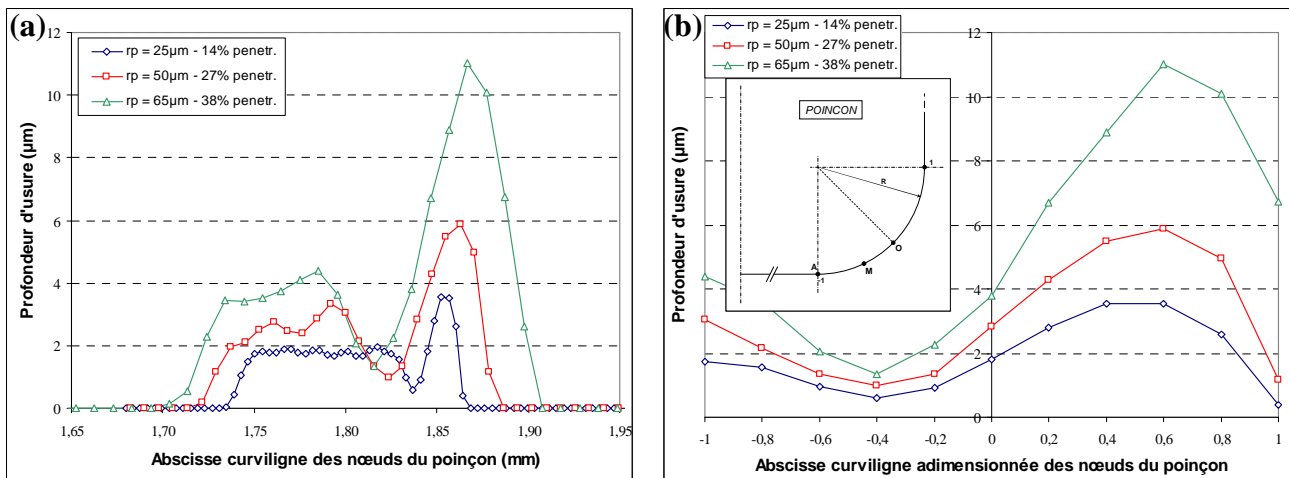 (a)
12
10
8
6
4
2
0
Profondeur d'usure (µm)
rp = 25µm - 14% penetr.
rp = 50µm - 27% penetr.
rp = 65µm - 38% penetr.
1,65 1,70 1,75 1,80 1,85 1,90 1,95
Abscisse curviligne des nœuds du poinçon (mm)
(b)
rp = 25µm - 14% penetr.
rp = 50µm - 27% penetr.
rp = 65µm - 38% penetr.
12
10
8
6
4
2
0
Profondeur d'usure (µm)
POINCON
1
R
O
M
A
-1
-1 -0,8 -0,6 -0,4 -0,2 0 0,2 0,4 0,6 0,8 1
Abscisse curviligne adimensionnée des nœuds du poinçon